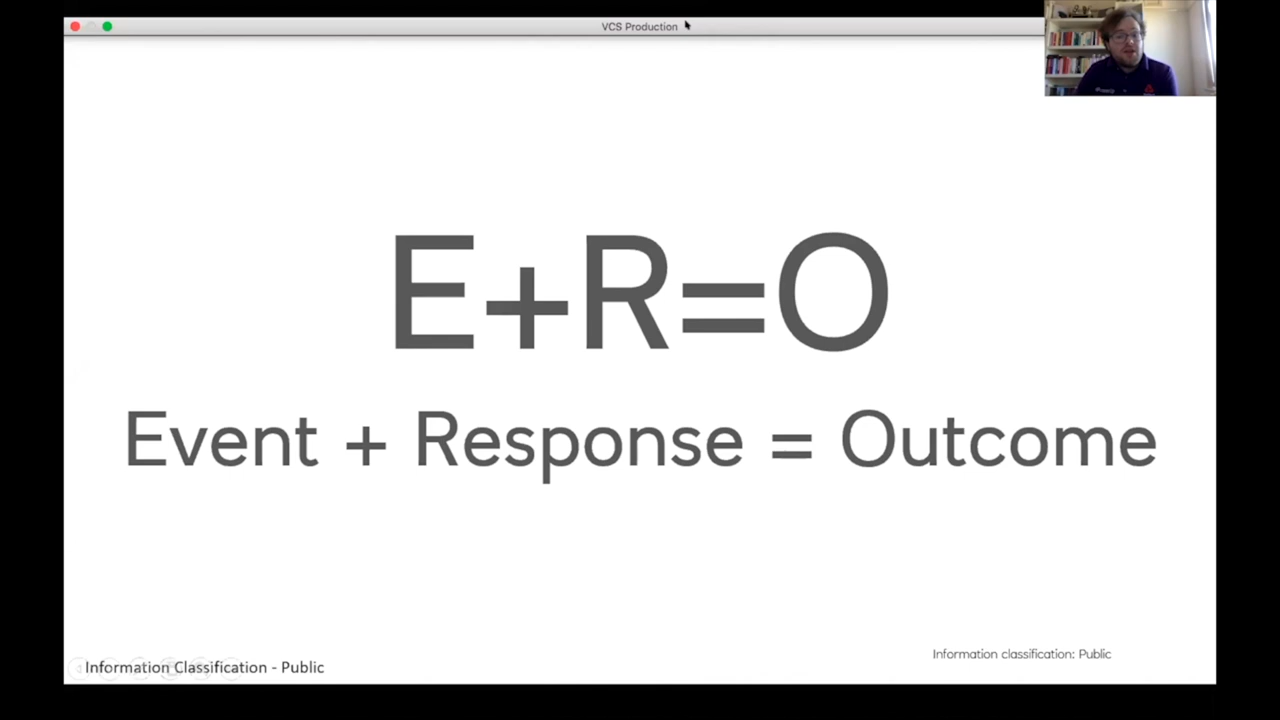 VCS Production
E+R=O
Event + Response = Outcome
Information classification: Public
Information Classification - Public